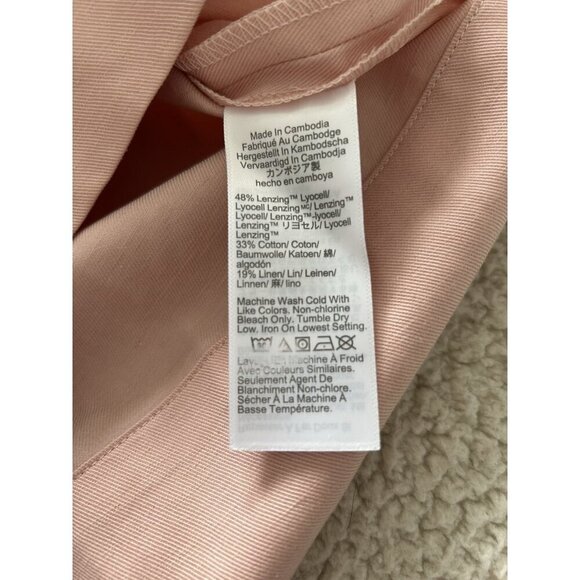 Made In Cambodia
Fabriqué Au Cambodge
Hergestellt In Kambodscha
Vervaardigd In Cambodja
カンボジア製
hecho en camboya
48% Lenzing™ Lyocell/
Lyocell Lenzing ᴹᶜ/ Lenzing™
Lyocell/ Lenzing™-lyocell/
Lenzing™ リヨセル/ Lyocell
Lenzing™
33% Cotton/ Coton/
Baumwolle/ Katoen/ 綿/
algodón
19% Linen/ Lin/ Leinen/
Linnen/ 麻/ lino
Machine Wash Cold With
Like Colors. Non-chlorine
Bleach Only. Tumble Dry
Low. Iron On Lowest Setting.
Machine À Froid
Avec Couleurs Similaires.
Seulement Agent De
Blanchiment Non-chlore.
Sécher À La Machine À
Basse Température.